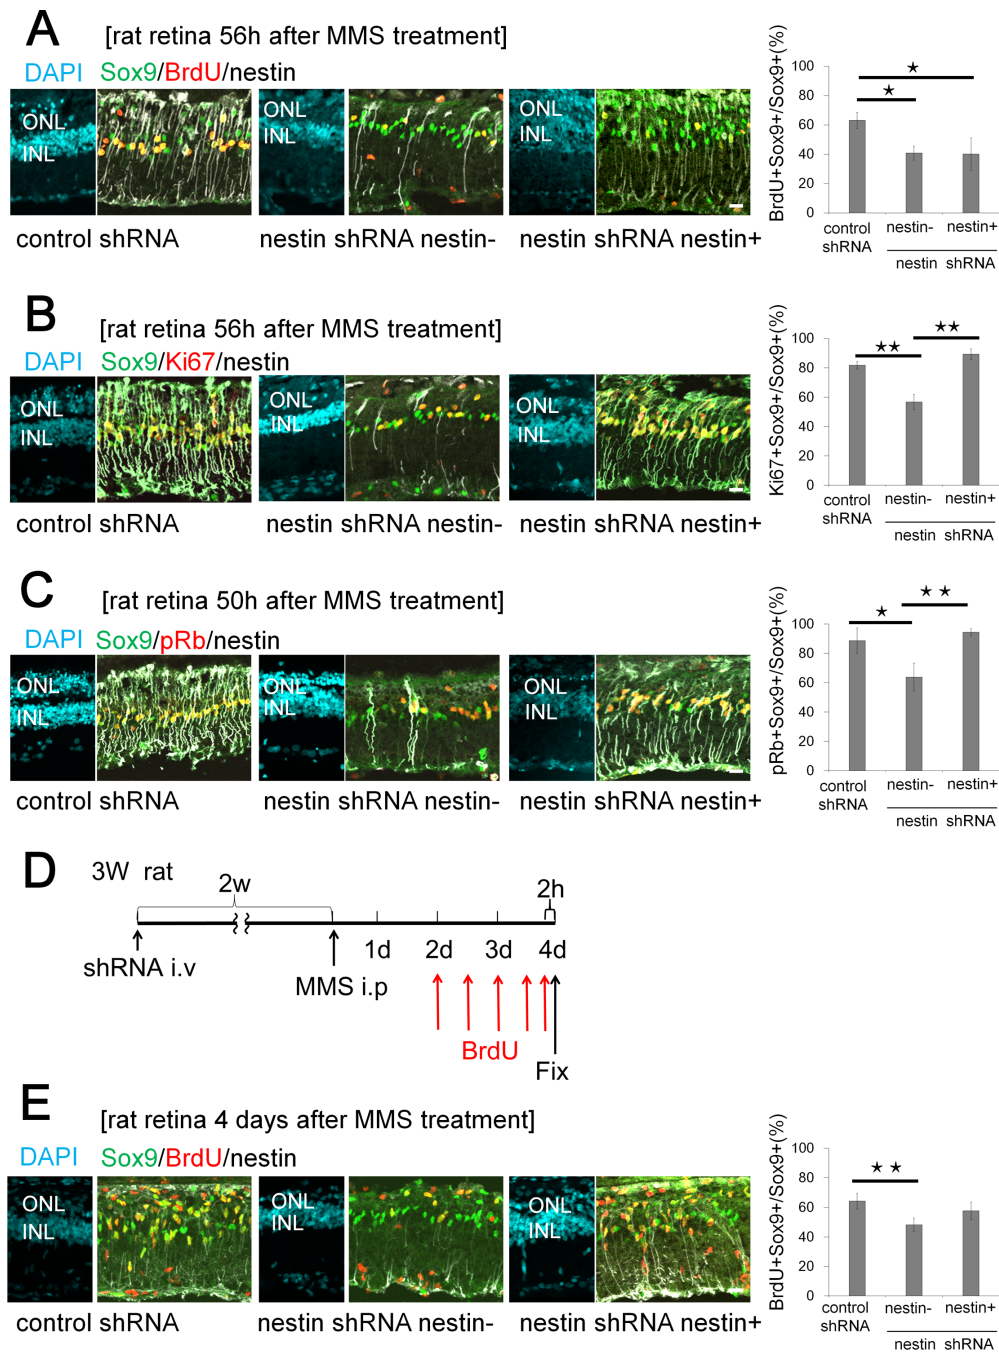 A
[rat retina 56h after MMS treatment]
DAPI Sox9/BrdU/nestin
ONL
INL
ONL
INL
ONL
INL
control shRNA
nestin shRNA nestin-
nestin shRNA nestin+
BrdU+Sox9+/Sox9+(%)
100
80
60
40
20
0
★
★
control shRNA
nestin-
nestin+
nestin shRNA
B
[rat retina 56h after MMS treatment]
DAPI Sox9/Ki67/nestin
ONL
INL
ONL
INL
ONL
INL
control shRNA
nestin shRNA nestin-
nestin shRNA nestin+
Ki67+Sox9+/Sox9+(%)
100
80
60
40
20
0
★★
★★
control shRNA
nestin-
nestin+
nestin shRNA
C
[rat retina 50h after MMS treatment]
DAPI Sox9/pRb/nestin
ONL
INL
ONL
INL
ONL
INL
control shRNA
nestin shRNA nestin-
nestin shRNA nestin+
pRb+Sox9+/Sox9+(%)
100
80
60
40
20
0
★
★ ★
control shRNA
nestin-
nestin+
nestin shRNA
D
3W rat
2w
2h
1d
2d
3d
4d
shRNA i.v
MMS i.p
BrdU
Fix
E
[rat retina 4 days after MMS treatment]
DAPI Sox9/BrdU/nestin
ONL
INL
ONL
INL
ONL
INL
control shRNA
nestin shRNA nestin-
nestin shRNA nestin+
BrdU+Sox9+/Sox9+(%)
100
80
60
40
20
0
★ ★
control shRNA
nestin-
nestin+
nestin shRNA